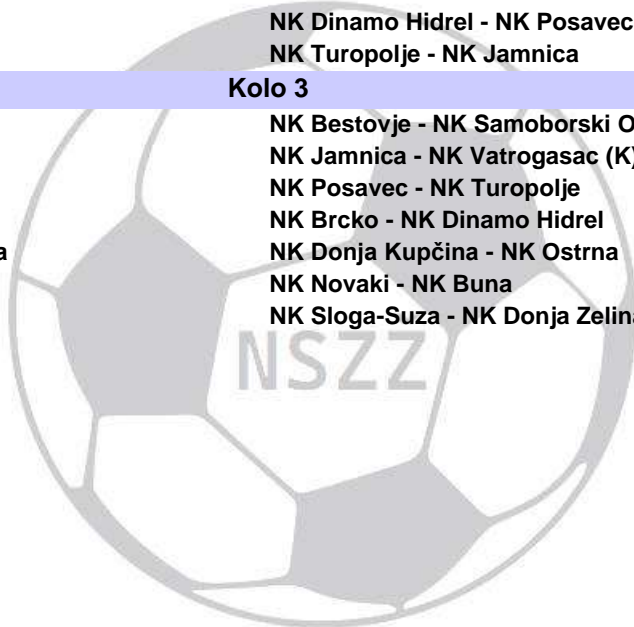 NK Dinamo Hidrel - NK Posavec
NK Turopolje - NK Jamnica
Kolo 3
NK Bestovje - NK Samoborski O
NK Jamnica - NK Vatrogasac (K)
NK Posavec - NK Turopolje
NK Brcko - NK Dinamo Hidrel
a NK Donja Kupčina - NK Ostrna
NK Novaki - NK Buna
NK Sloga-Suza - NK Donja Zelina
NSZZ